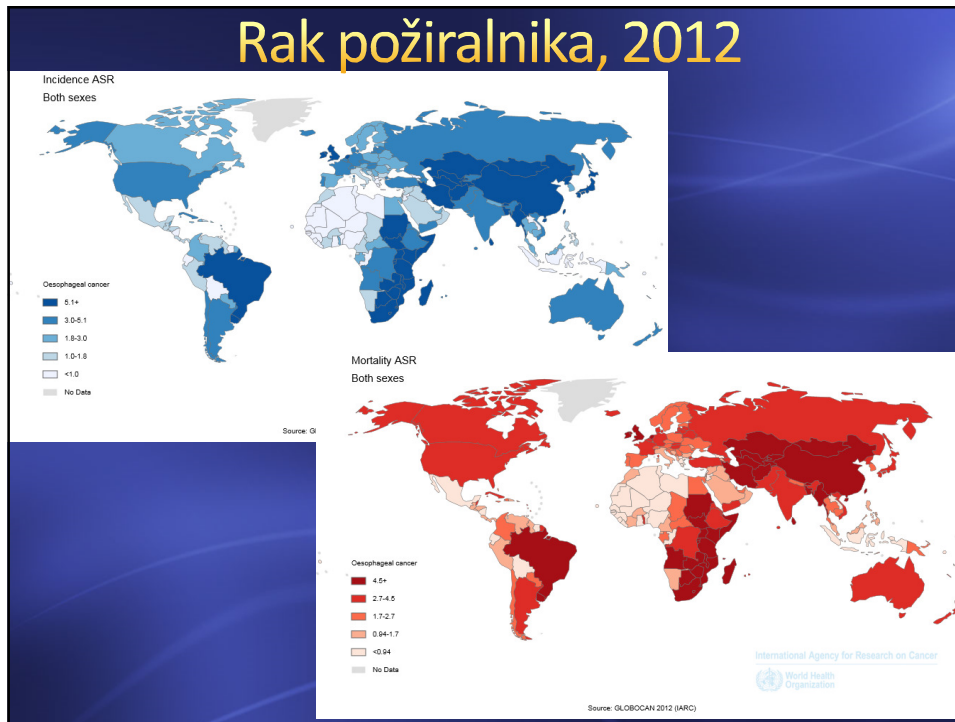 Rak požiralnika, 2012
Incidence ASR
Both sexes
Oesophageal cancer
5.1+
3.0-5.1
1.8-3.0
1.0-1.8
<1.0
No Data
Source: GL
Mortality ASR
Both sexes
Oesophageal cancer
4.5+
2.7-4.5
1.7-2.7
0.94-1.7
<0.94
No Data
International Agency for Research on Cancer
World Health
Organization
Source: GLOBOCAN 2012 (IARC)